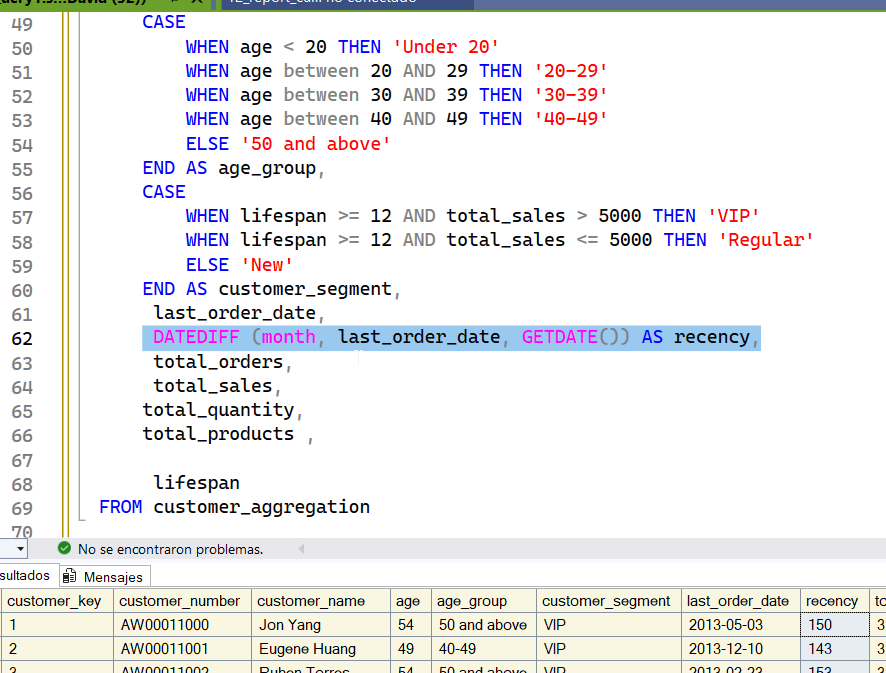 49 CASE
50 WHEN age < 20 THEN 'Under 20'
51 WHEN age between 20 AND 29 THEN '20-29'
52 WHEN age between 30 AND 39 THEN '30-39'
53 WHEN age between 40 AND 49 THEN '40-49'
54 ELSE '50 and above'
55 END AS age_group,
56 CASE
57 WHEN lifespan >= 12 AND total_sales > 5000 THEN 'VIP'
58 WHEN lifespan >= 12 AND total_sales <= 5000 THEN 'Regular'
59 ELSE 'New'
60 END AS customer_segment,
61 last_order_date,
62 DATEDIFF (month, last_order_date, GETDATE()) AS recency,
63 total_orders,
64 total_sales,
65 total_quantity,
66 total_products ,
67
68 lifespan
69 FROM customer_aggregation
70
No se encontraron problemas.
sultados Mensajes
customer_key customer_number customer_name age age_group customer_segment last_order_date recency to
1 AW00011000 Jon Yang 54 50 and above VIP 2013-05-03 150 3
2 AW00011001 Eugene Huang 49 40-49 VIP 2013-12-10 143 3
3 AW00011002 Ruben Torres 54 50 and above VIP 2013-02-23 153 3